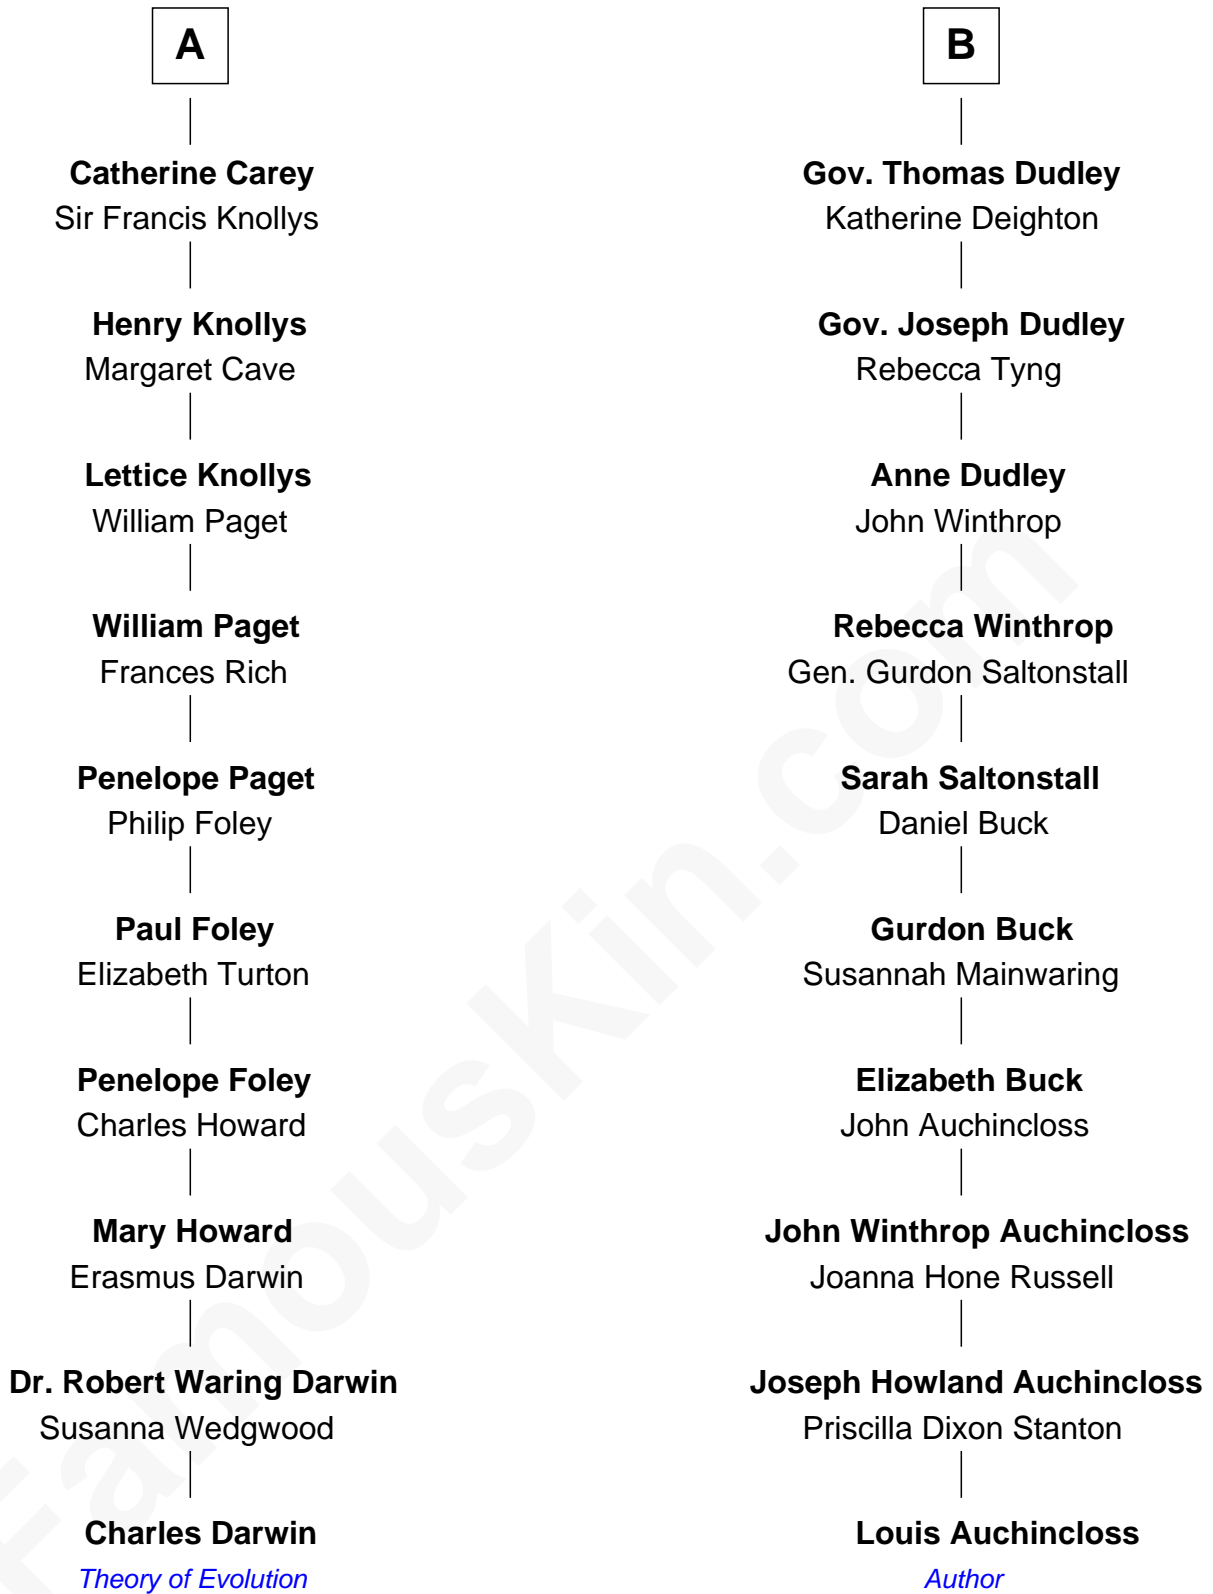 A
Catherine Carey
Sir Francis Knollys
Henry Knollys
Margaret Cave
Lettice Knollys
William Paget
William Paget
Frances Rich
Penelope Paget
Philip Foley
Paul Foley
Elizabeth Turton
Penelope Foley
Charles Howard
Mary Howard
Erasmus Darwin
Dr. Robert Waring Darwin
Susanna Wedgwood
Charles Darwin
Theory of Evolution
B
Gov. Thomas Dudley
Katherine Deighton
Gov. Joseph Dudley
Rebecca Tyng
Anne Dudley
John Winthrop
Rebecca Winthrop
Gen. Gurdon Saltonstall
Sarah Saltonstall
Daniel Buck
Gurdon Buck
Susannah Mainwaring
Elizabeth Buck
John Auchincloss
John Winthrop Auchincloss
Joanna Hone Russell
Joseph Howland Auchincloss
Priscilla Dixon Stanton
Louis Auchincloss
Author
FamousKin.com